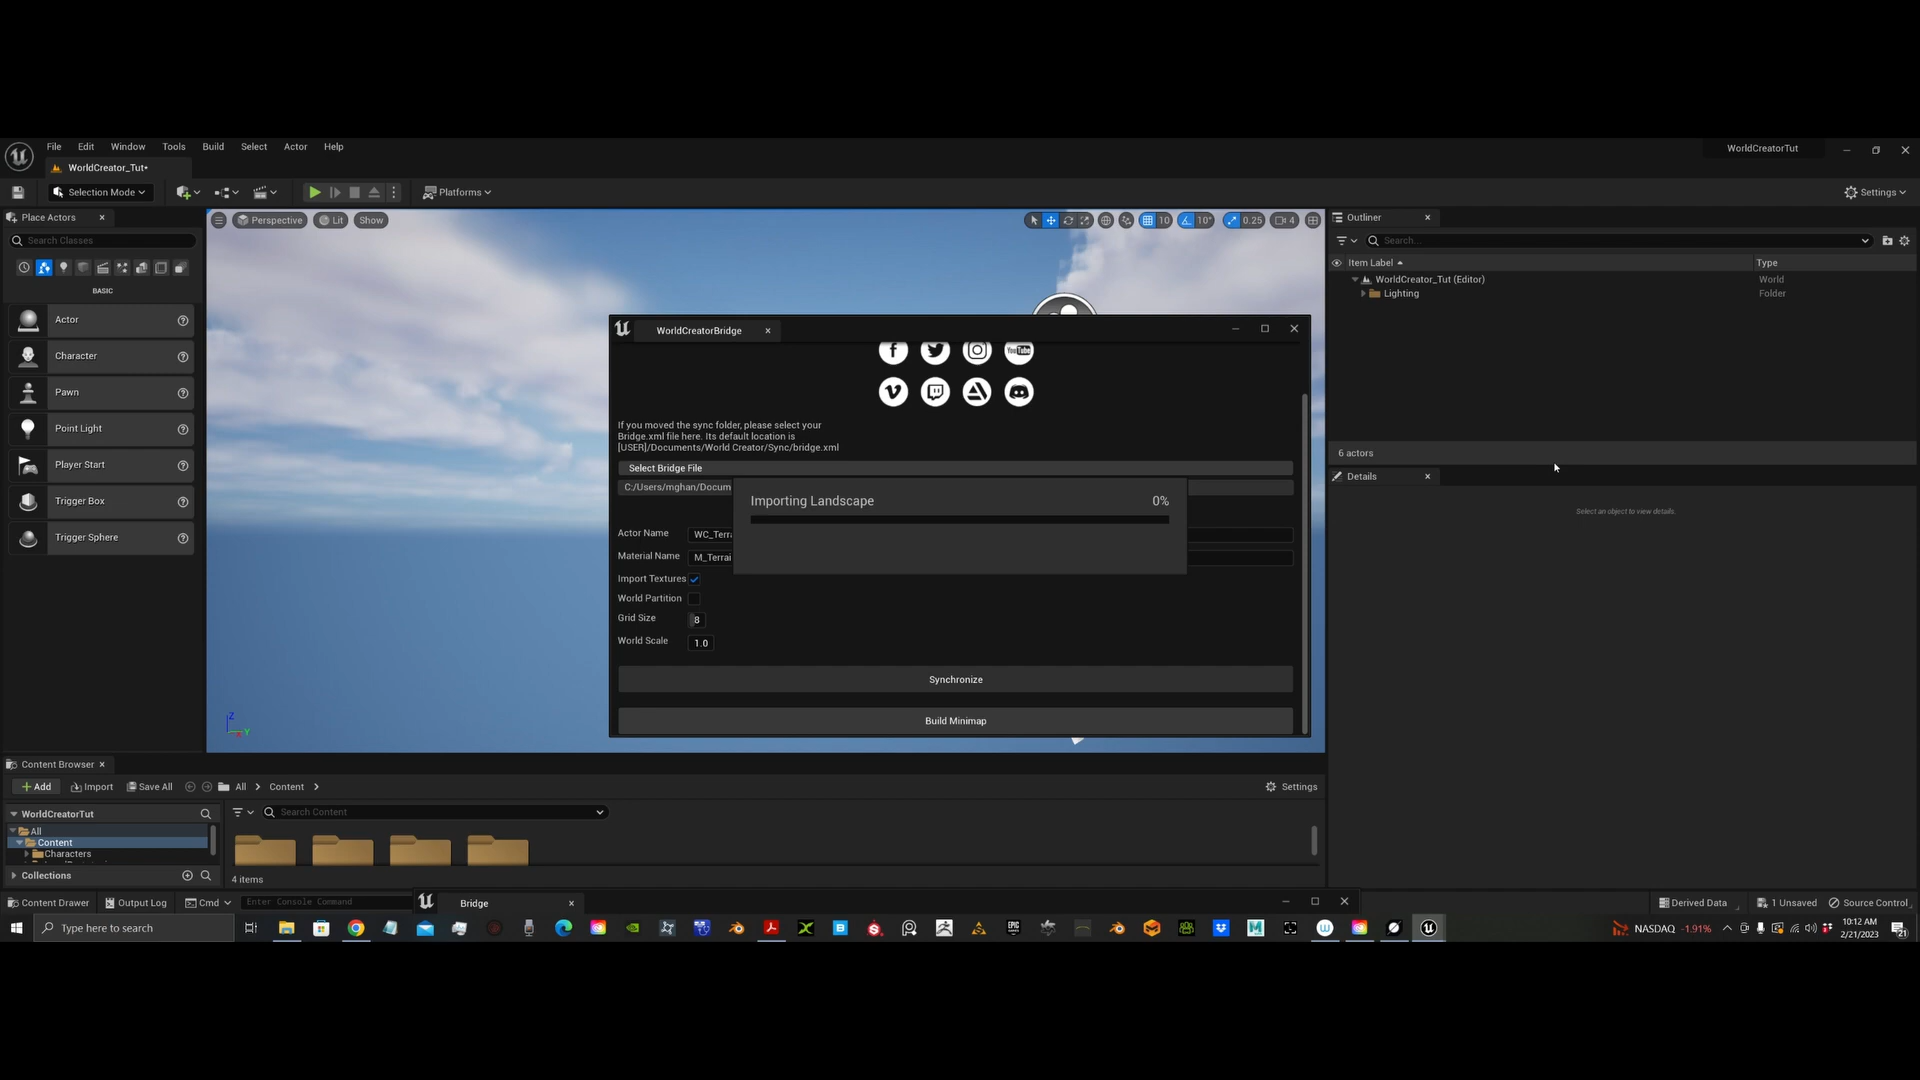 File Edit Window Tools Build Select Actor Help
WorldCreatorTut
WorldCreator_Tut•
Selection Mode
Platforms
Settings
Place Actors
Search Classes
BASIC
Actor
Character
Pawn
Point Light
Player Start
Trigger Box
Trigger Sphere
Perspective Lit Show
10 10° 0.25 4
Z
Y
WorldCreatorBridge
YouTube
If you moved the sync folder, please select your
Bridge.xml file here. Its default location is
[USER]/Documents/World Creator/Sync/bridge.xml
Select Bridge File
C:/Users/mghan/Docum
Importing Landscape 0%
Actor Name WC_Terra
Material Name M_Terrai
Import Textures
World Partition
Grid Size 8
World Scale 1.0
Synchronize
Build Minimap
Outliner
Search...
Item Label Type
WorldCreator_Tut (Editor) World
Lighting Folder
6 actors
Details
Select an object to view details.
Content Browser
Add Import Save All All Content Settings
WorldCreatorTut
Search Content
All
Content
Characters
Collections
4 items
Content Drawer Output Log Cmd Enter Console Command
Bridge
Derived Data 1 Unsaved Source Control
Type here to search
EPIC
NASDAQ -1.91%
10:12 AM
2/21/2023
21